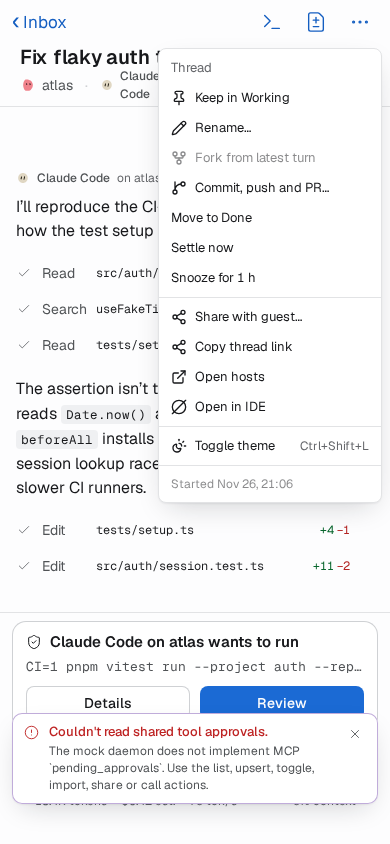 Inbox
Fix flaky auth
Thread
atlas · Claude Code
Keep in Working
Rename...
Fork from latest turn
Claude Code on atlas
Commit, push and PR...
I'll reproduce the CI
Move to Done
how the test setup
Settle now
Read src/auth/
Snooze for 1 h
Search useFakeTi
Share with guest...
Read tests/set
Copy thread link
Open hosts
The assertion isn't t
Open in IDE
reads Date.now()
beforeAll installs
Toggle theme Ctrl+Shift+L
session lookup race
Started Nov 26, 21:06
slower CI runners.
Edit tests/setup.ts +4 −1
Edit src/auth/session.test.ts +11 −2
Claude Code on atlas wants to run
CI=1 pnpm vitest run --project auth --rep…
Details Review
Couldn't read shared tool approvals.
The mock daemon does not implement MCP
`pending_approvals`. Use the list, upsert, toggle,
import, share or call actions.